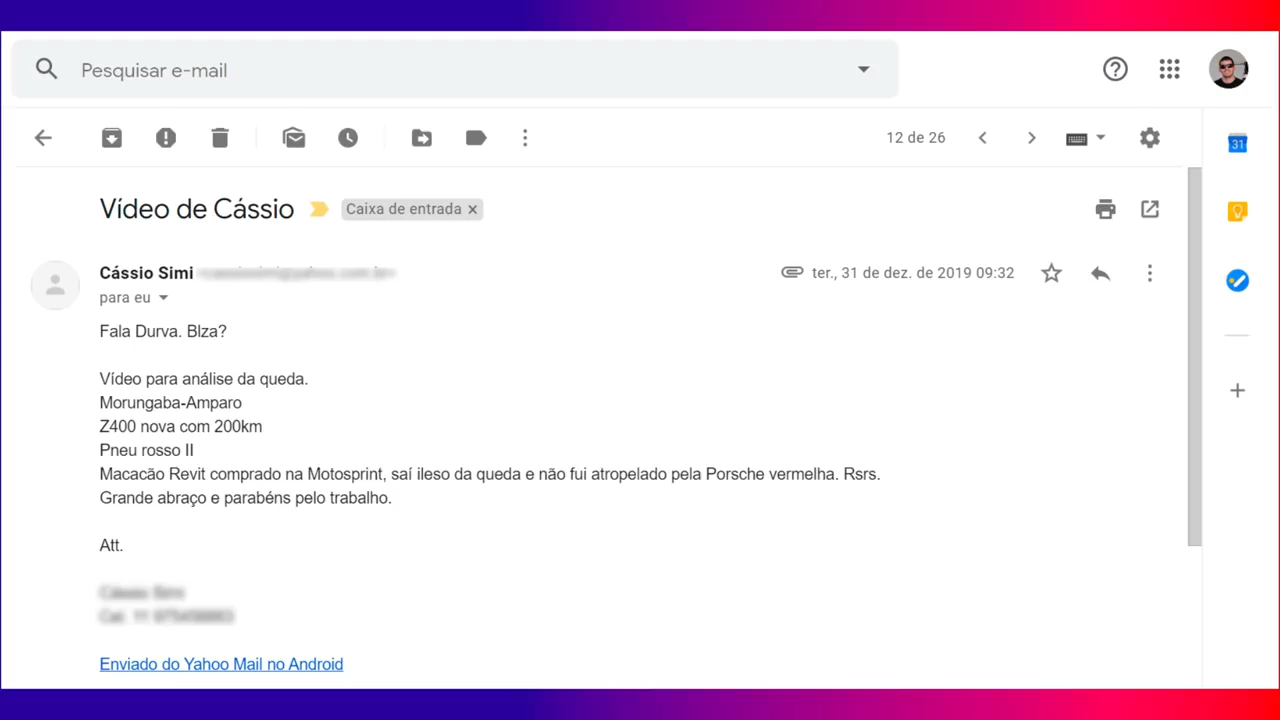 Pesquisar e-mail
12 de 26
31
Vídeo de Cássio
Caixa de entrada
Cássio Simi
ter., 31 de dez. de 2019 09:32
para eu
Fala Durva. Blza?
Vídeo para análise da queda.
Morungaba-Amparo
Z400 nova com 200km
Pneu rosso II
Macacão Revit comprado na Motosprint, saí ileso da queda e não fui atropelado pela Porsche vermelha. Rsrs.
Grande abraço e parabéns pelo trabalho.
Att.
Enviado do Yahoo Mail no Android